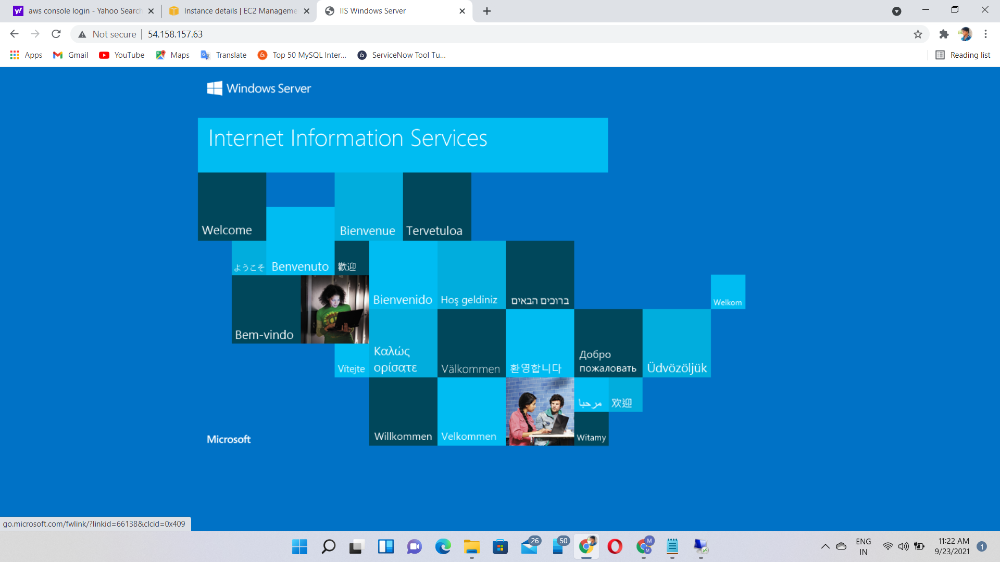 aws console login - Yahoo Search
Instance details | EC2 Manageme
IIS Windows Server
Not secure
54.158.157.63
Apps
Gmail
YouTube
Maps
Translate
Top 50 MySQL Inter...
ServiceNow Tool Tu...
Reading list
Windows Server
Internet Information Services
Welcome
Bienvenue
Tervetuloa
ようこそ
Benvenuto
歡迎
Bienvenido
Hoş geldiniz
ברוכים הבאים
Welkom
Bem-vindo
Vítejte
Καλώς
ορίσατε
Välkommen
환영합니다
Добро
пожаловать
Üdvözöljük
مرحبا
欢迎
Willkommen
Velkommen
Witamy
Microsoft
go.microsoft.com/fwlink/?linkid=66138&clcid=0x409
26
50
M
M
ENG
IN
11:22 AM
9/23/2021
1